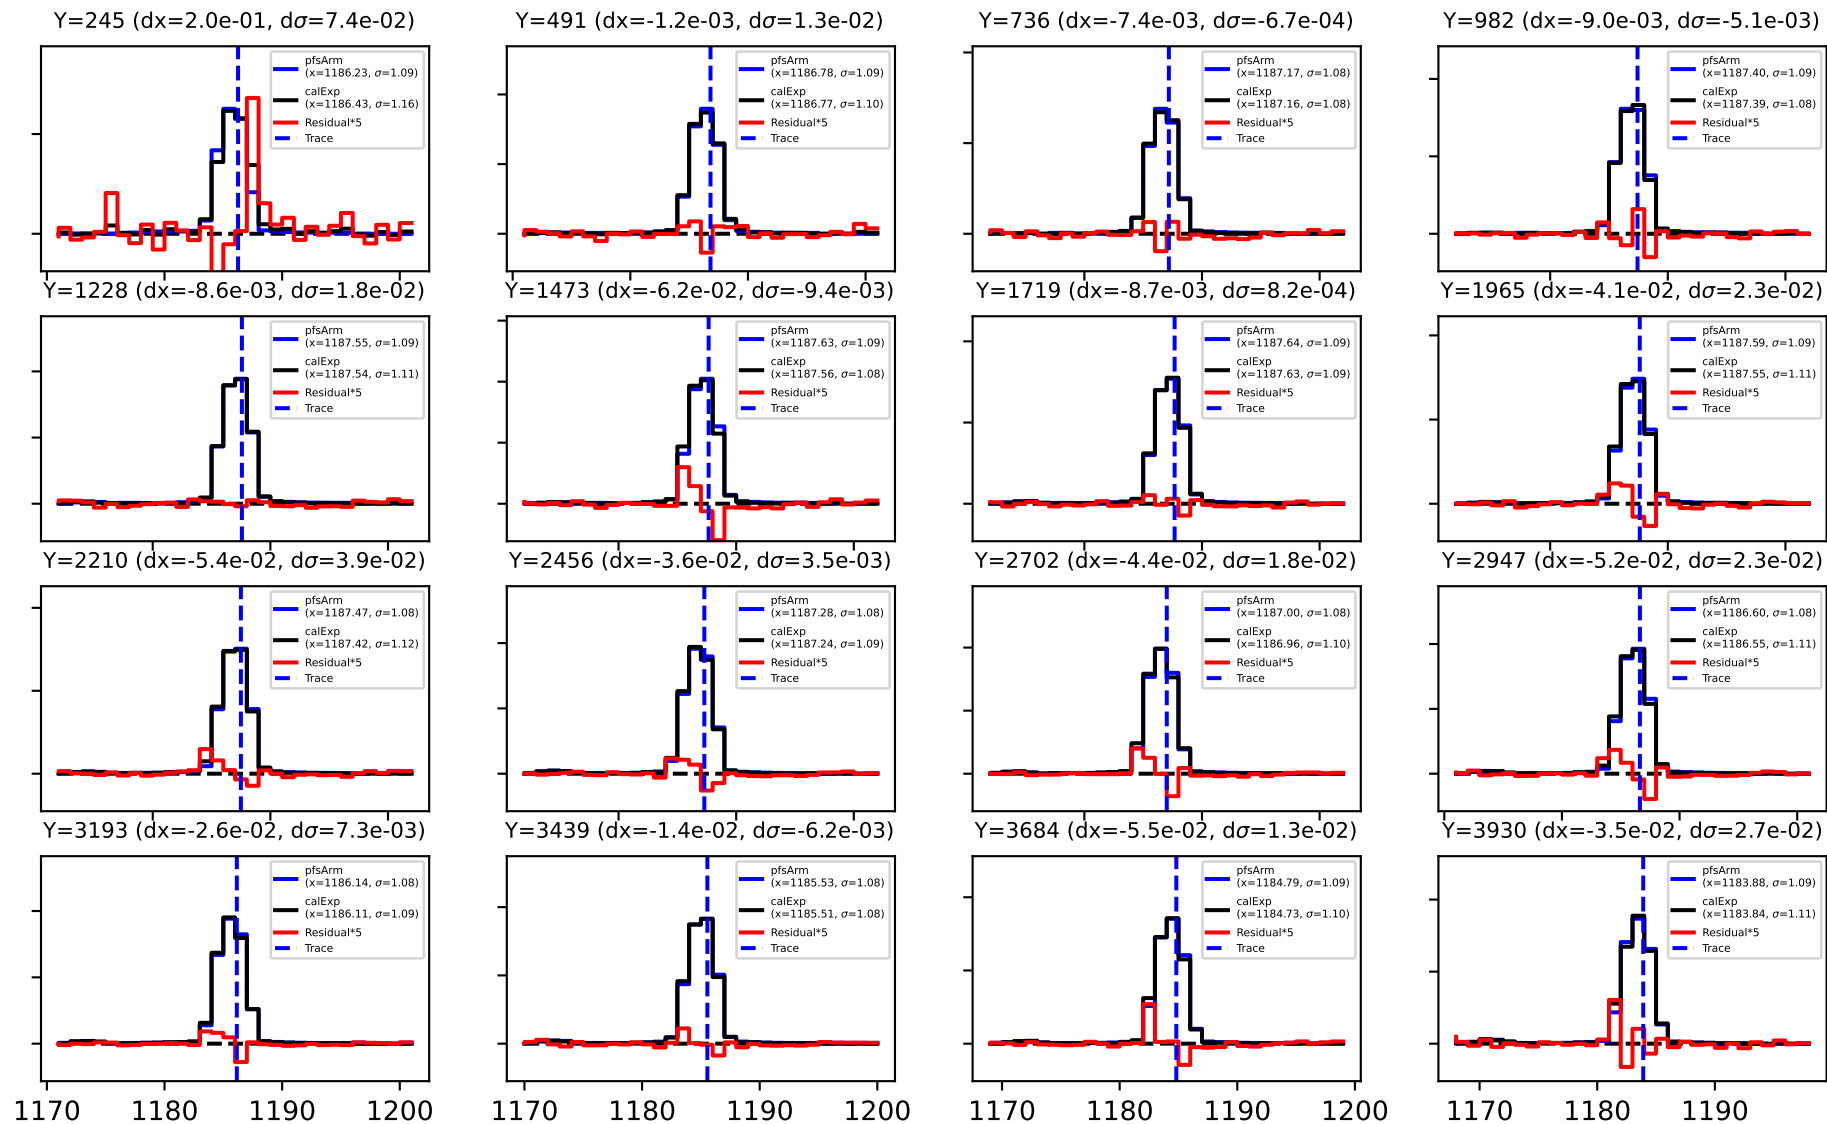 Y=245 (dx=2.0e-01, dσ=7.4e-02)
pfsArm
(x=1186.23, σ=1.09)
calExp
(x=1186.43, σ=1.16)
Residual*5
Trace
Y=491 (dx=-1.2e-03, dσ=1.3e-02)
pfsArm
(x=1186.78, σ=1.09)
calExp
(x=1186.77, σ=1.10)
Residual*5
Trace
Y=736 (dx=-7.4e-03, dσ=-6.7e-04)
pfsArm
(x=1187.17, σ=1.08)
calExp
(x=1187.16, σ=1.08)
Residual*5
Trace
Y=982 (dx=-9.0e-03, dσ=-5.1e-03)
pfsArm
(x=1187.40, σ=1.09)
calExp
(x=1187.39, σ=1.08)
Residual*5
Trace
Y=1228 (dx=-8.6e-03, dσ=1.8e-02)
pfsArm
(x=1187.55, σ=1.09)
calExp
(x=1187.54, σ=1.11)
Residual*5
Trace
Y=1473 (dx=-6.2e-02, dσ=-9.4e-03)
pfsArm
(x=1187.63, σ=1.09)
calExp
(x=1187.56, σ=1.08)
Residual*5
Trace
Y=1719 (dx=-8.7e-03, dσ=8.2e-04)
pfsArm
(x=1187.64, σ=1.09)
calExp
(x=1187.63, σ=1.09)
Residual*5
Trace
Y=1965 (dx=-4.1e-02, dσ=2.3e-02)
pfsArm
(x=1187.59, σ=1.09)
calExp
(x=1187.55, σ=1.11)
Residual*5
Trace
Y=2210 (dx=-5.4e-02, dσ=3.9e-02)
pfsArm
(x=1187.47, σ=1.08)
calExp
(x=1187.42, σ=1.12)
Residual*5
Trace
Y=2456 (dx=-3.6e-02, dσ=3.5e-03)
pfsArm
(x=1187.28, σ=1.08)
calExp
(x=1187.24, σ=1.09)
Residual*5
Trace
Y=2702 (dx=-4.4e-02, dσ=1.8e-02)
pfsArm
(x=1187.00, σ=1.08)
calExp
(x=1186.96, σ=1.10)
Residual*5
Trace
Y=2947 (dx=-5.2e-02, dσ=2.3e-02)
pfsArm
(x=1186.60, σ=1.08)
calExp
(x=1186.55, σ=1.11)
Residual*5
Trace
Y=3193 (dx=-2.6e-02, dσ=7.3e-03)
pfsArm
(x=1186.14, σ=1.08)
calExp
(x=1186.11, σ=1.09)
Residual*5
Trace
Y=3439 (dx=-1.4e-02, dσ=-6.2e-03)
pfsArm
(x=1185.53, σ=1.08)
calExp
(x=1185.51, σ=1.08)
Residual*5
Trace
Y=3684 (dx=-5.5e-02, dσ=1.3e-02)
pfsArm
(x=1184.79, σ=1.09)
calExp
(x=1184.73, σ=1.10)
Residual*5
Trace
Y=3930 (dx=-3.5e-02, dσ=2.7e-02)
pfsArm
(x=1183.88, σ=1.09)
calExp
(x=1183.84, σ=1.11)
Residual*5
Trace
1170 1180 1190 1200
1170 1180 1190 1200
1170 1180 1190 1200
1170 1180 1190